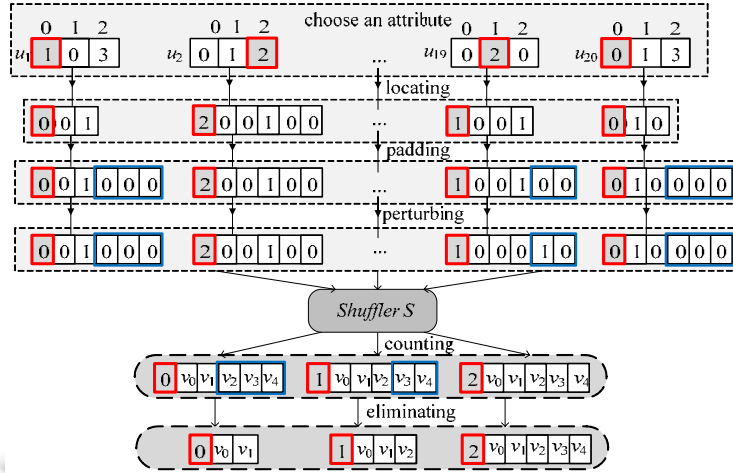 choose an attribute
0 1 2 0 1 2 0 1 2 0 1 2
u1 1 0 3 u2 0 1 2 ... u19 0 2 0 u20 0 1 3
locating
0 0 1 2 0 0 1 0 0 ... 1 0 0 1 0 1 0
padding
0 0 1 0 0 0 2 0 0 1 0 0 ... 1 0 0 1 0 0 0 1 0 0 0 0
perturbing
0 0 1 0 0 0 2 0 0 1 0 0 ... 1 0 0 0 1 0 0 1 0 0 0 0
Shuffler S
counting
0 v0 v1 v2 v3 v4 1 v0 v1 v2 v3 v4 2 v0 v1 v2 v3 v4
eliminating
0 v0 v1 1 v0 v1 v2 2 v0 v1 v2 v3 v4